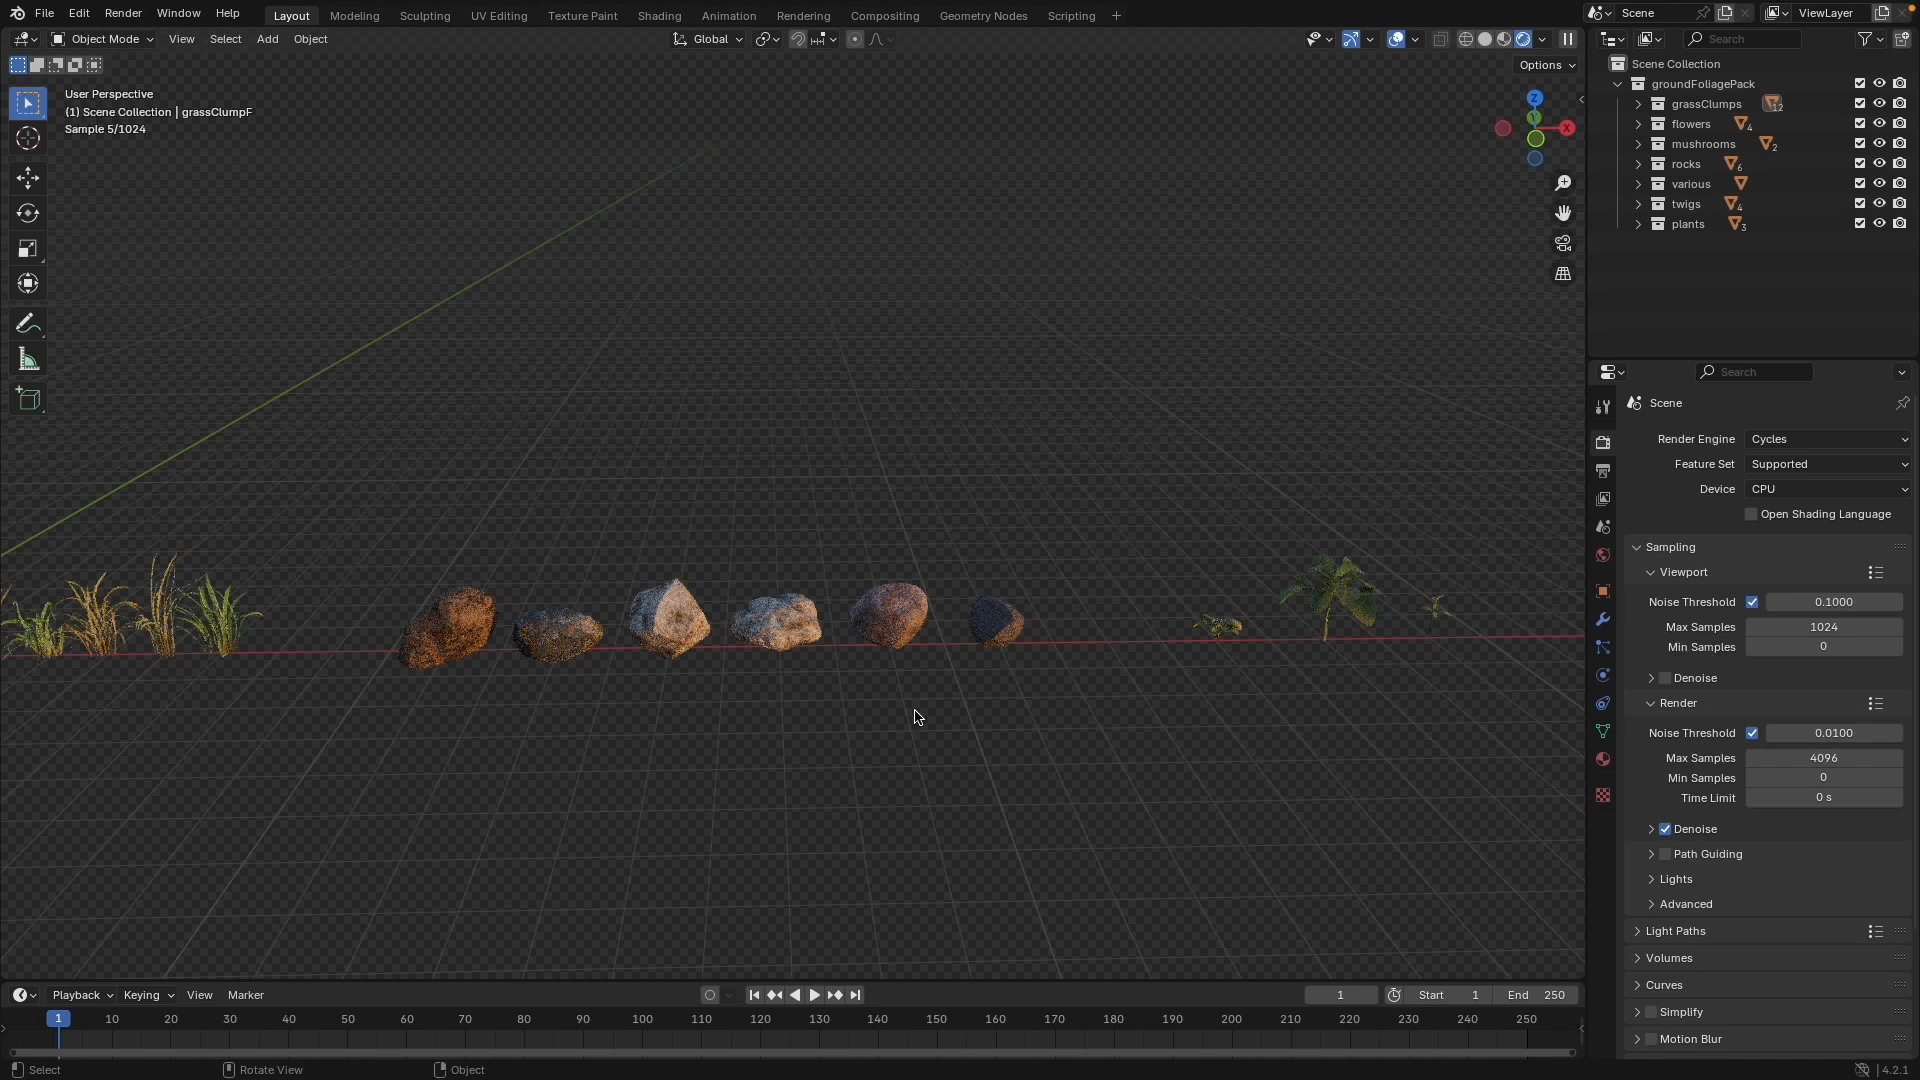 File Edit Render Window Help
Layout Modeling Sculpting UV Editing Texture Paint Shading Animation Rendering Compositing Geometry Nodes Scripting +
Scene
ViewLayer
Object Mode View Select Add Object
Global
Options
User Perspective
(1) Scene Collection | grassClumpF
Sample 5/1024
Z
Y
X
Search
Scene Collection
groundFoliagePack
grassClumps 12
flowers 4
mushrooms 2
rocks 6
various
twigs 4
plants 3
Search
Scene
Render Engine Cycles
Feature Set Supported
Device CPU
Open Shading Language
Sampling
Viewport
Noise Threshold 0.1000
Max Samples 1024
Min Samples 0
Denoise
Render
Noise Threshold 0.0100
Max Samples 4096
Min Samples 0
Time Limit 0 s
Denoise
Path Guiding
Lights
Advanced
Light Paths
Volumes
Curves
Simplify
Motion Blur
Playback Keying View Marker
1 Start 1 End 250
1 10 20 30 40 50 60 70 80 90 100 110 120 130 140 150 160 170 180 190 200 210 220 230 240 250
Select Rotate View Object
4.2.1